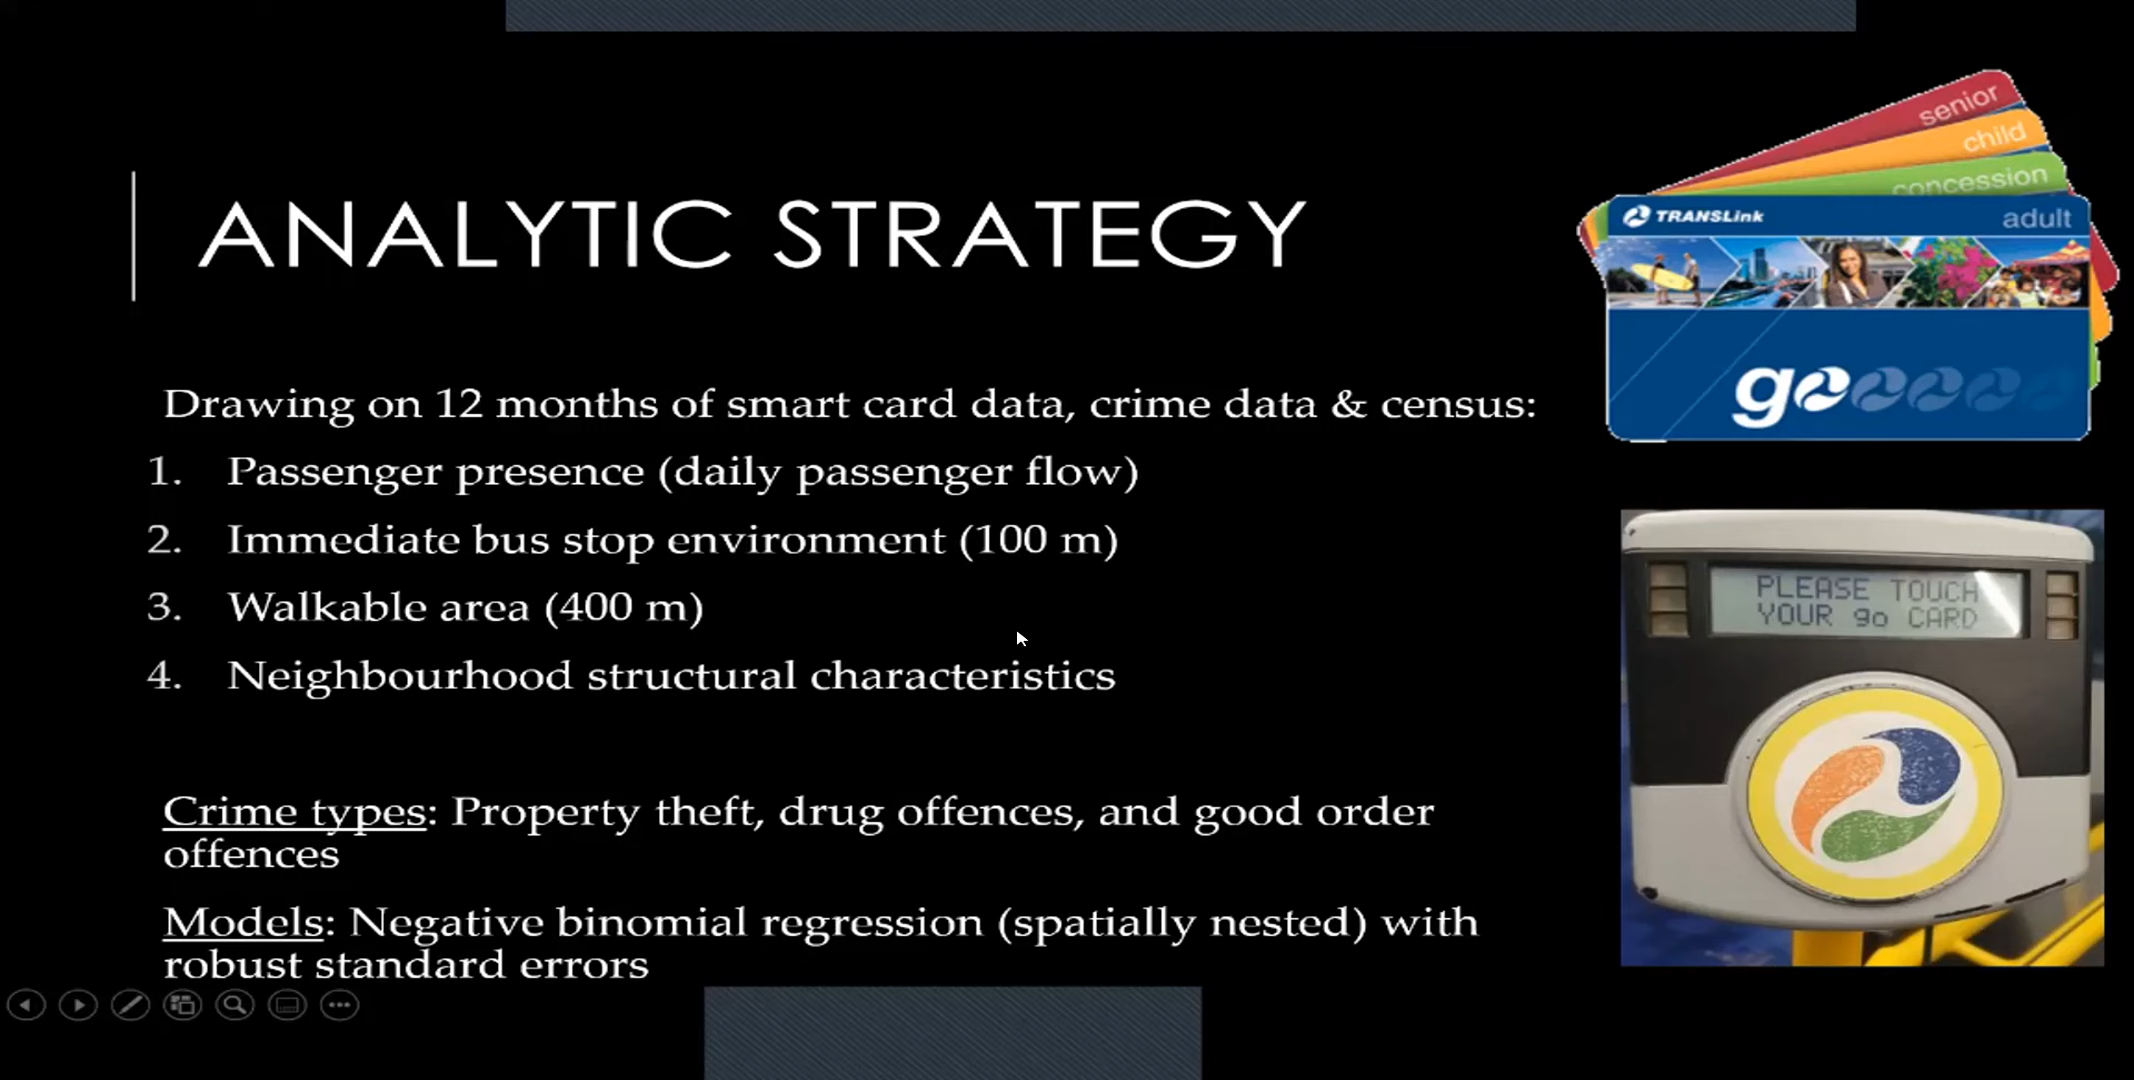 ANALYTIC STRATEGY
Drawing on 12 months of smart card data, crime data & census:
1. Passenger presence (daily passenger flow)
2. Immediate bus stop environment (100 m)
3. Walkable area (400 m)
4. Neighbourhood structural characteristics
Crime types: Property theft, drug offences, and good order
offences
Models: Negative binomial regression (spatially nested) with
robust standard errors
senior
child
concession
TRANSLink adult
go
PLEASE TOUCH
YOUR go CARD